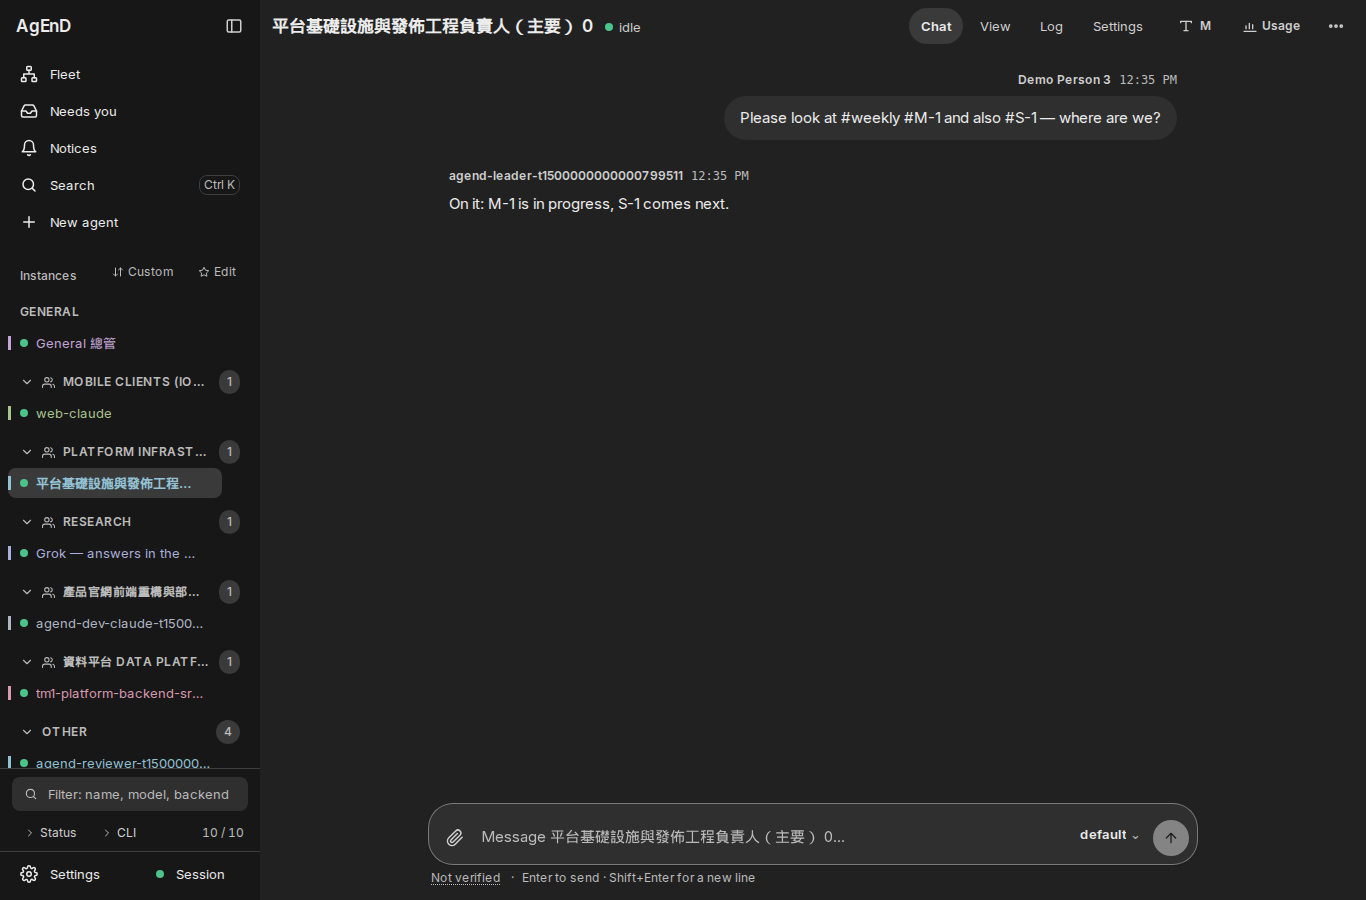 AgEnD
Fleet
Needs you
Notices
Search Ctrl K
New agent
Instances Custom Edit
GENERAL
General 總管
MOBILE CLIENTS (IO... 1
web-claude
PLATFORM INFRAST... 1
平台基礎設施與發佈工程...
RESEARCH 1
Grok — answers in the ...
產品官網前端重構與部... 1
agend-dev-claude-t1500...
資料平台 DATA PLATF... 1
tm1-platform-backend-sr...
OTHER 4
agend-reviewer-t1500000...
Filter: name, model, backend
Status CLI 10 / 10
Settings Session
平台基礎設施與發佈工程負責人（主要）0 idle
Chat View Log Settings M Usage
Demo Person 3 12:35 PM
Please look at #weekly #M-1 and also #S-1 — where are we?
agend-leader-t1500000000000799511 12:35 PM
On it: M-1 is in progress, S-1 comes next.
Message 平台基礎設施與發佈工程負責人（主要）0...
default
Not verified · Enter to send · Shift+Enter for a new line